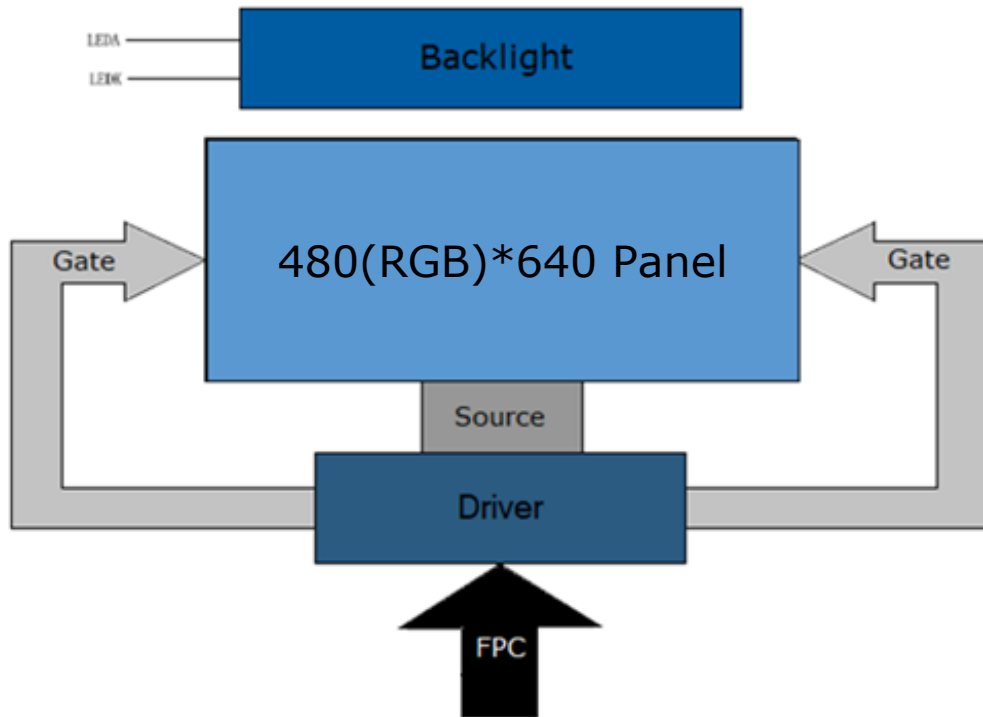 LEDA
Backlight
LEDK
480(RGB)*640 Panel
Gate
Gate
Source
Driver
FPC